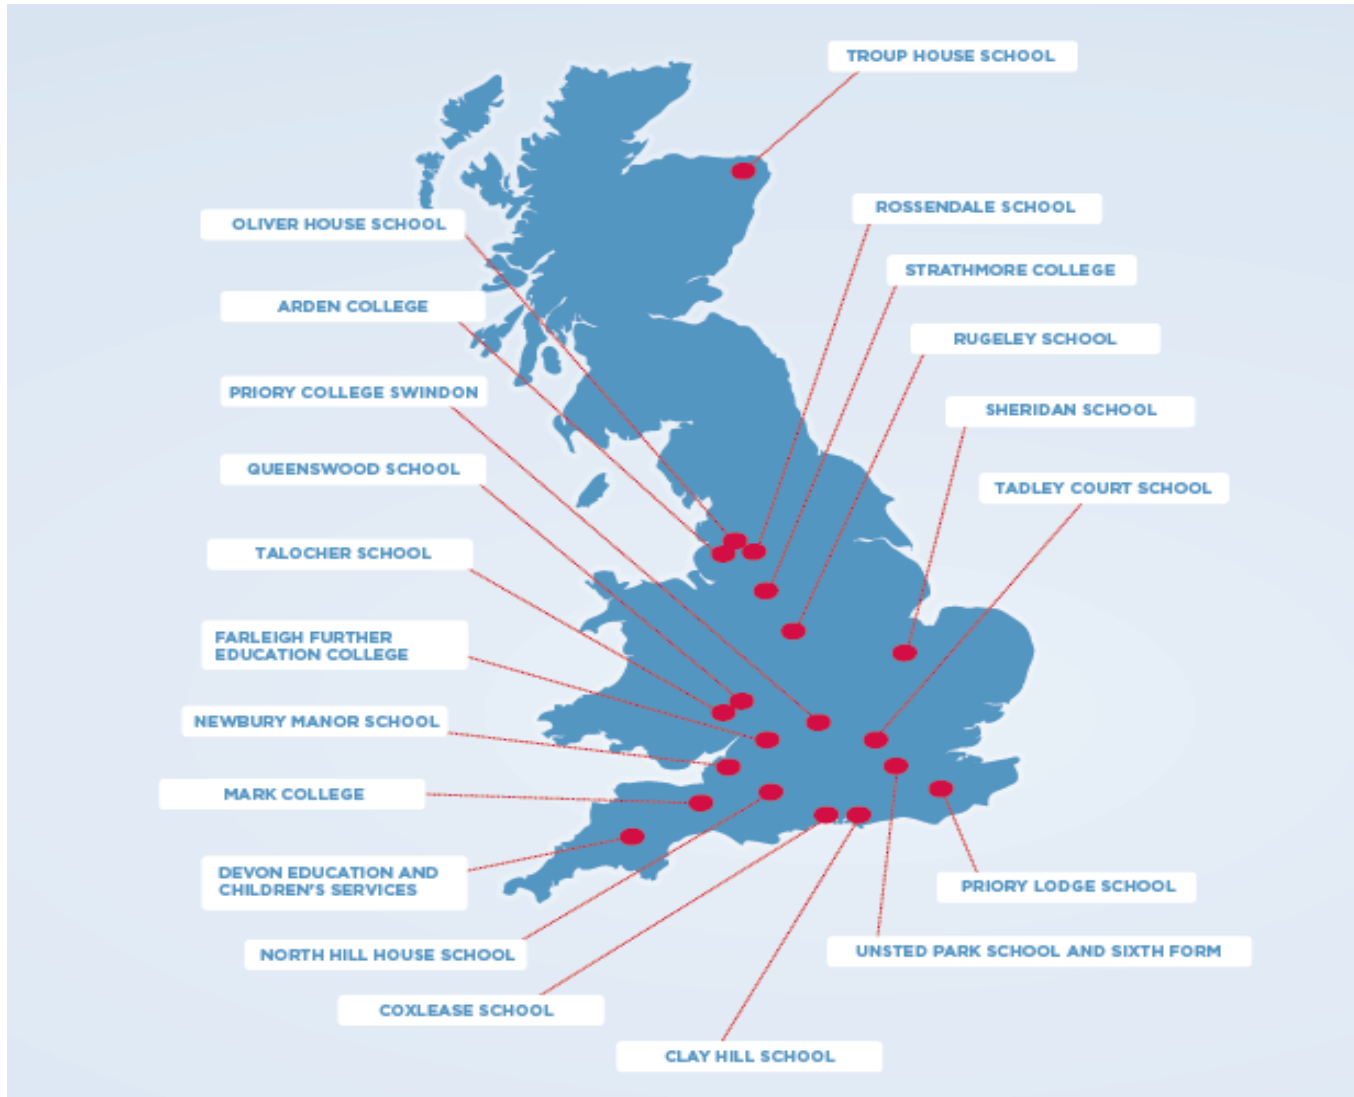 TROUP HOUSE SCHOOL
ROSSENDALE SCHOOL
OLIVER HOUSE SCHOOL
STRATHMORE COLLEGE
ARDEN COLLEGE
RUGELEY SCHOOL
PRIORY COLLEGE SWINDON
SHERIDAN SCHOOL
QUEENSWOOD SCHOOL
TADLEY COURT SCHOOL
TALOCHER SCHOOL
FARLEIGH FURTHER
EDUCATION COLLEGE
NEWBURY MANOR SCHOOL
MARK COLLEGE
DEVON EDUCATION AND
CHILDREN'S SERVICES
PRIORY LODGE SCHOOL
NORTH HILL HOUSE SCHOOL
UNSTED PARK SCHOOL AND SIXTH FORM
COXLEASE SCHOOL
CLAY HILL SCHOOL